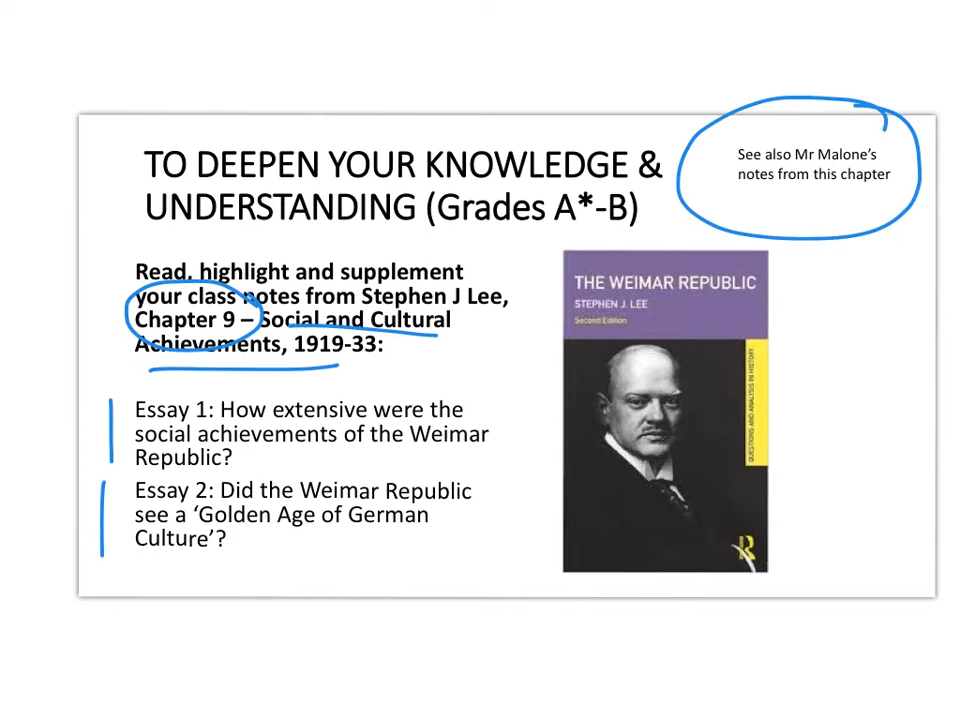 TO DEEPEN YOUR KNOWLEDGE &
UNDERSTANDING (Grades A*-B)
See also Mr Malone's
notes from this chapter
Read, highlight and supplement
your class notes from Stephen J Lee,
Chapter 9 – Social and Cultural
Achievements, 1919-33:
Essay 1: How extensive were the
social achievements of the Weimar
Republic?
Essay 2: Did the Weimar Republic
see a ‘Golden Age of German
Culture’?
THE WEIMAR REPUBLIC
STEPHEN J. LEE
Second Edition
QUESTIONS AND ANALYSIS IN HISTORY
R